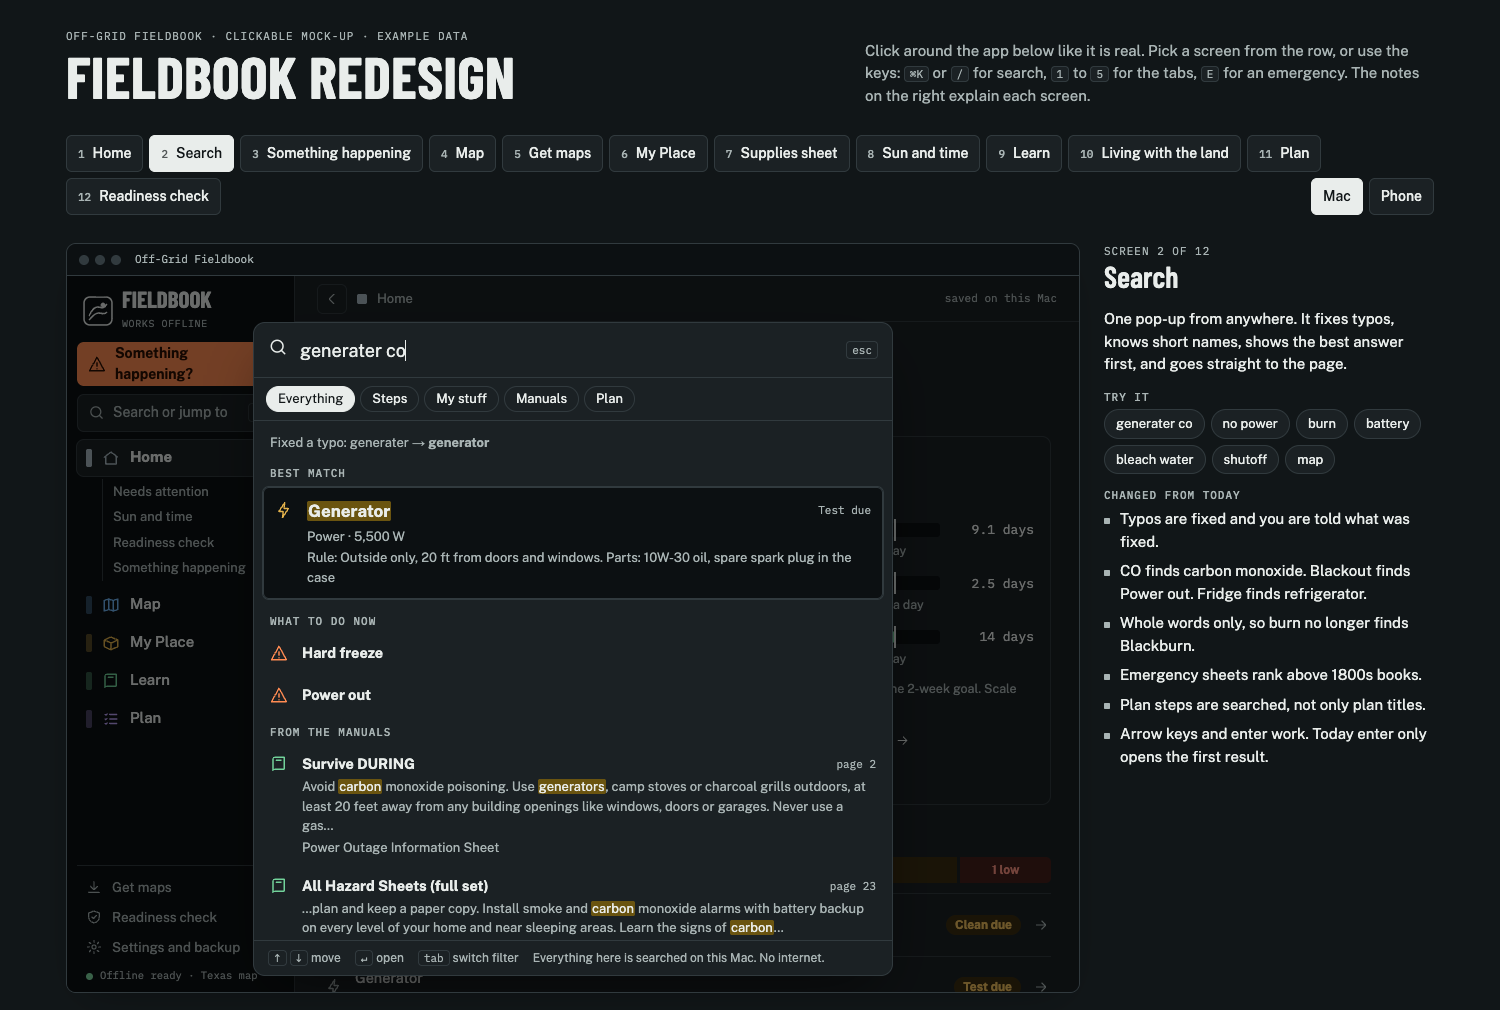 OFF-GRID FIELDBOOK · CLICKABLE MOCK-UP · EXAMPLE DATA
FIELDBOOK REDESIGN
Click around the app below like it is real. Pick a screen from the row, or use the
keys: ⌘K or / for search, 1 to 5 for the tabs, E for an emergency. The notes
on the right explain each screen.
1 Home
2 Search
3 Something happening
4 Map
5 Get maps
6 My Place
7 Supplies sheet
8 Sun and time
9 Learn
10 Living with the land
11 Plan
12 Readiness check
Mac
Phone
Off-Grid Fieldbook
FIELDBOOK
WORKS OFFLINE
Something
happening?
Search or jump to
Home
Needs attention
Sun and time
Readiness check
Something happening
Map
My Place
Learn
Plan
Get maps
Readiness check
Settings and backup
Offline ready · Texas map
Home
saved on this Mac
generater co
esc
Everything
Steps
My stuff
Manuals
Plan
Fixed a typo: generater → generator
BEST MATCH
Generator
Test due
Power · 5,500 W
Rule: Outside only, 20 ft from doors and windows. Parts: 10W-30 oil, spare spark plug in the
case
WHAT TO DO NOW
Hard freeze
Power out
FROM THE MANUALS
Survive DURING
page 2
Avoid carbon monoxide poisoning. Use generators, camp stoves or charcoal grills outdoors, at
least 20 feet away from any building openings like windows, doors or garages. Never use a
gas...
Power Outage Information Sheet
All Hazard Sheets (full set)
page 23
...plan and keep a paper copy. Install smoke and carbon monoxide alarms with battery backup
on every level of your home and near sleeping areas. Learn the signs of carbon...
↑ ↓ move
↵ open
tab switch filter
Everything here is searched on this Mac. No internet.
9.1 days
ay
2.5 days
a day
14 days
ay
he 2-week goal. Scale
→
1 low
Clean due →
Generator
Test due →
SCREEN 2 OF 12
Search
One pop-up from anywhere. It fixes typos,
knows short names, shows the best answer
first, and goes straight to the page.
TRY IT
generater co
no power
burn
battery
bleach water
shutoff
map
CHANGED FROM TODAY
Typos are fixed and you are told what was
fixed.
CO finds carbon monoxide. Blackout finds
Power out. Fridge finds refrigerator.
Whole words only, so burn no longer finds
Blackburn.
Emergency sheets rank above 1800s books.
Plan steps are searched, not only plan titles.
Arrow keys and enter work. Today enter only
opens the first result.